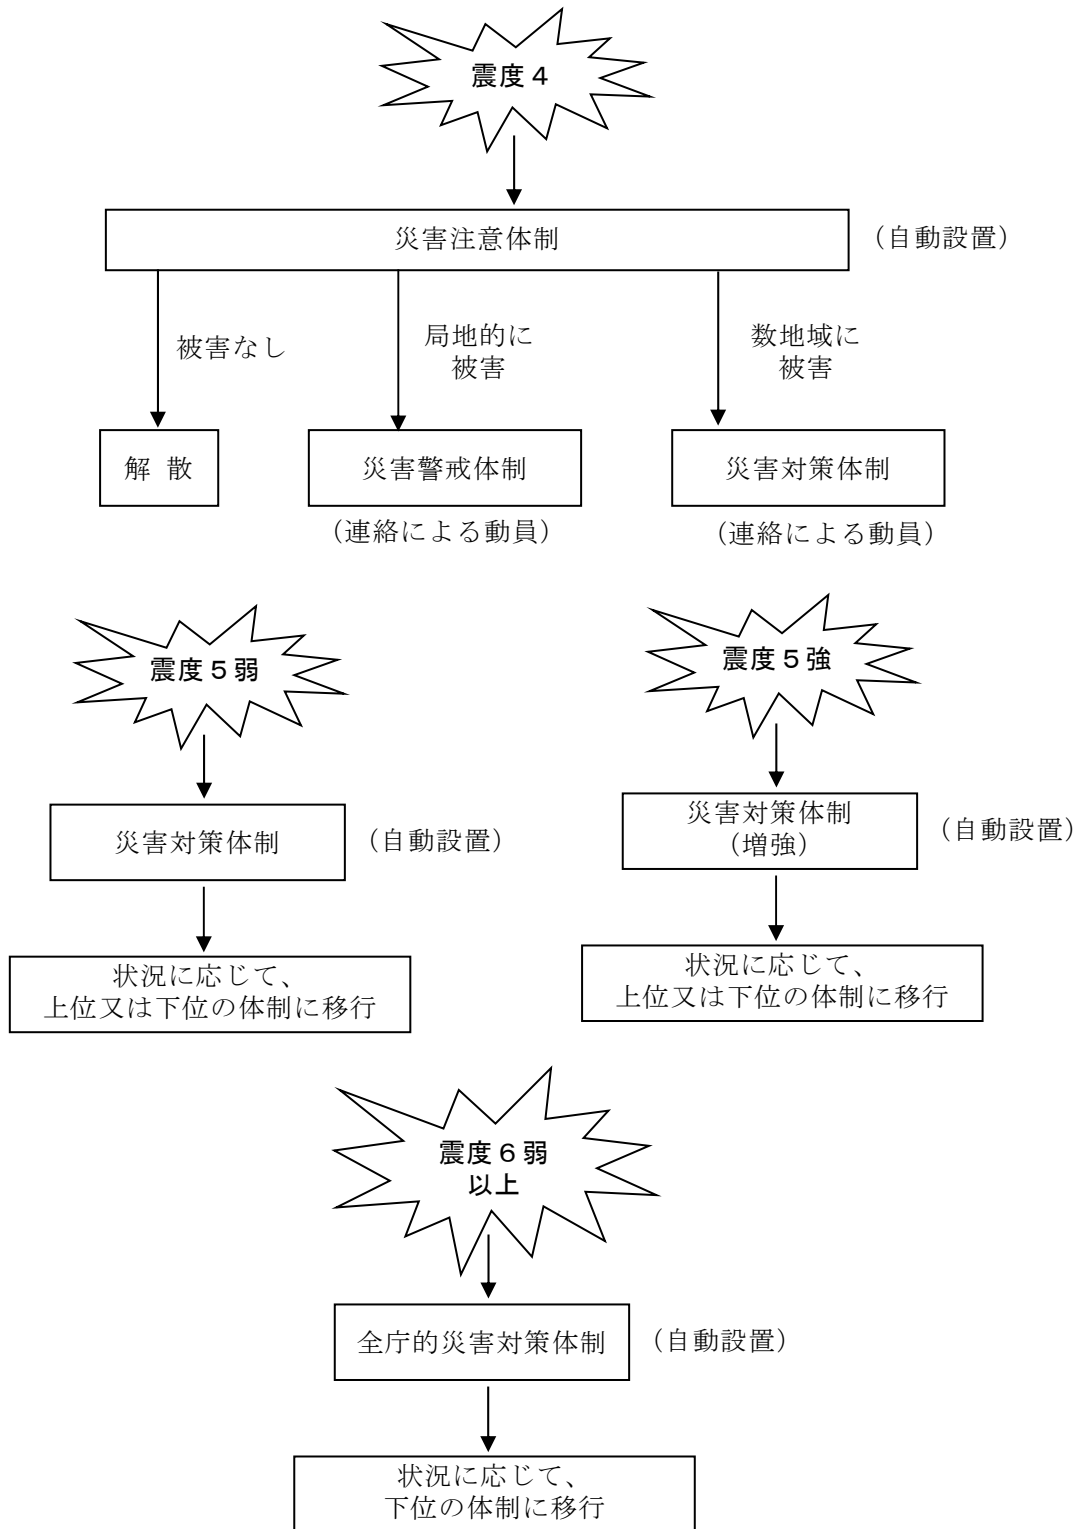 震度４
災害注意体制
（自動設置）
被害なし
局地的に
被害
数地域に
被害
解 散
災害警戒体制
災害対策体制
（連絡による動員）
（連絡による動員）
震度５弱
震度５強
災害対策体制
（自動設置）
災害対策体制
（増強）
（自動設置）
状況に応じて、
上位又は下位の体制に移行
状況に応じて、
上位又は下位の体制に移行
震度６弱
以上
全庁的災害対策体制
（自動設置）
状況に応じて、
下位の体制に移行